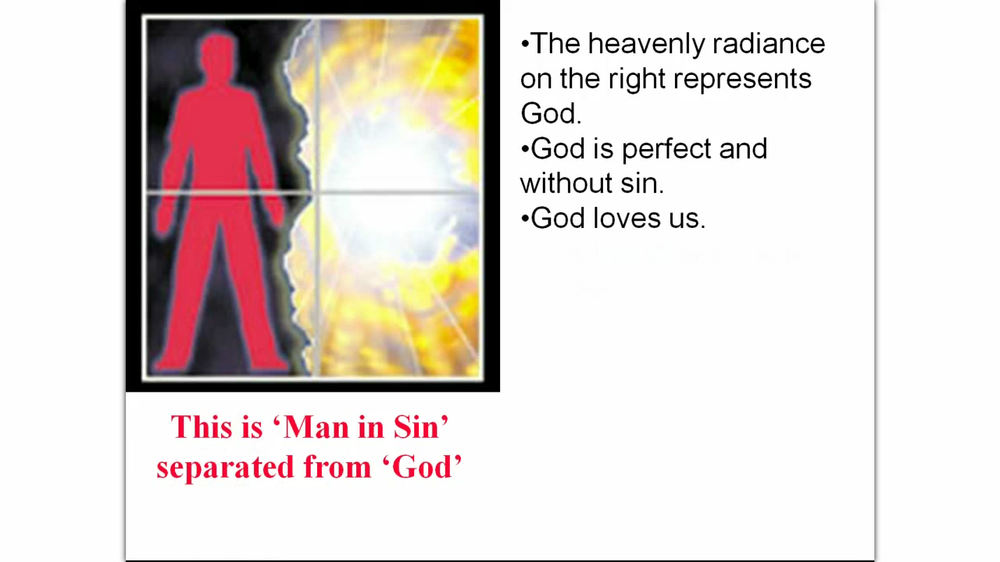 •The heavenly radiance
on the right represents
God.
•God is perfect and
without sin.
•God loves us.
This is ‘Man in Sin’
separated from ‘God’